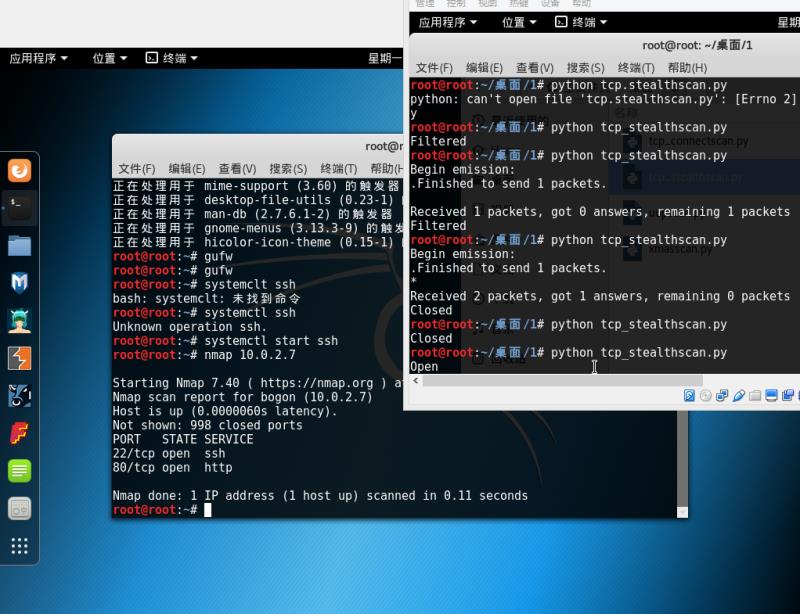 应用程序 位置 终端 星期一
root@r
文件(F) 编辑(E) 查看(V) 搜索(S) 终端(T) 帮助(H
正在处理用于 mime-support (3.60) 的触发器
正在处理用于 desktop-file-utils (0.23-1) 的
正在处理用于 man-db (2.7.6.1-2) 的触发器
正在处理用于 gnome-menus (3.13.3-9) 的触发
正在处理用于 hicolor-icon-theme (0.15-1) 的
root@root:~# gufw
root@root:~# gufw
root@root:~# systemclt ssh
bash: systemclt: 未找到命令
root@root:~# systemctl ssh
Unknown operation ssh.
root@root:~# systemctl start ssh
root@root:~# nmap 10.0.2.7
Starting Nmap 7.40 ( https://nmap.org ) a
Nmap scan report for bogon (10.0.2.7)
Host is up (0.0000060s latency).
Not shown: 998 closed ports
PORT STATE SERVICE
22/tcp open ssh
80/tcp open http
Nmap done: 1 IP address (1 host up) scanned in 0.11 seconds
root@root:~#
管理 控制 视图 热键 设备 帮助
应用程序 位置 终端 星期
root@root: ~/桌面/1
文件(F) 编辑(E) 查看(V) 搜索(S) 终端(T) 帮助(H)
root@root:~/桌面/1# python tcp.stealthscan.py
python: can't open file 'tcp.stealthscan.py': [Errno 2]
y
root@root:~/桌面/1# python tcp_stealthscan.py
Filtered
root@root:~/桌面/1# python tcp_stealthscan.py
Begin emission:
.Finished to send 1 packets.
Received 1 packets, got 0 answers, remaining 1 packets
Filtered
root@root:~/桌面/1# python tcp_stealthscan.py
Begin emission:
.Finished to send 1 packets.
*
Received 2 packets, got 1 answers, remaining 0 packets
Closed
root@root:~/桌面/1# python tcp_stealthscan.py
Closed
root@root:~/桌面/1# python tcp_stealthscan.py
Open
名称
tcp_connectscan.py
tcp_stealthscan.py
xmasscan.py